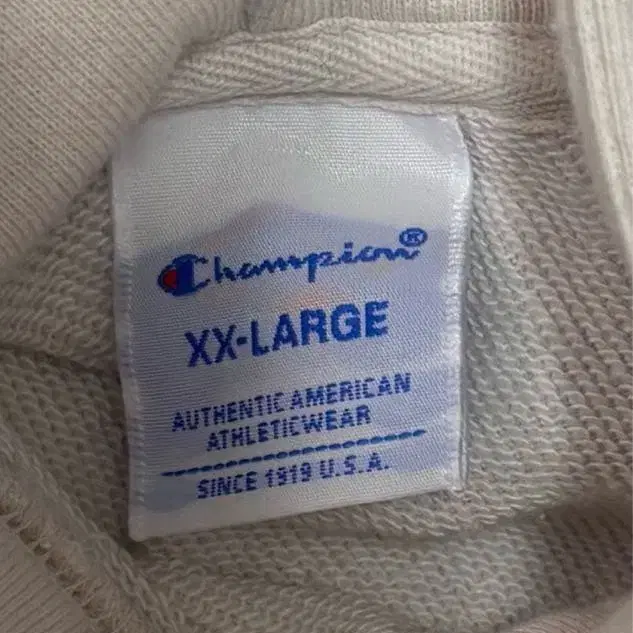 Champion®
XX-LARGE
AUTHENTIC AMERICAN
ATHLETICWEAR
SINCE 1919 U.S.A.